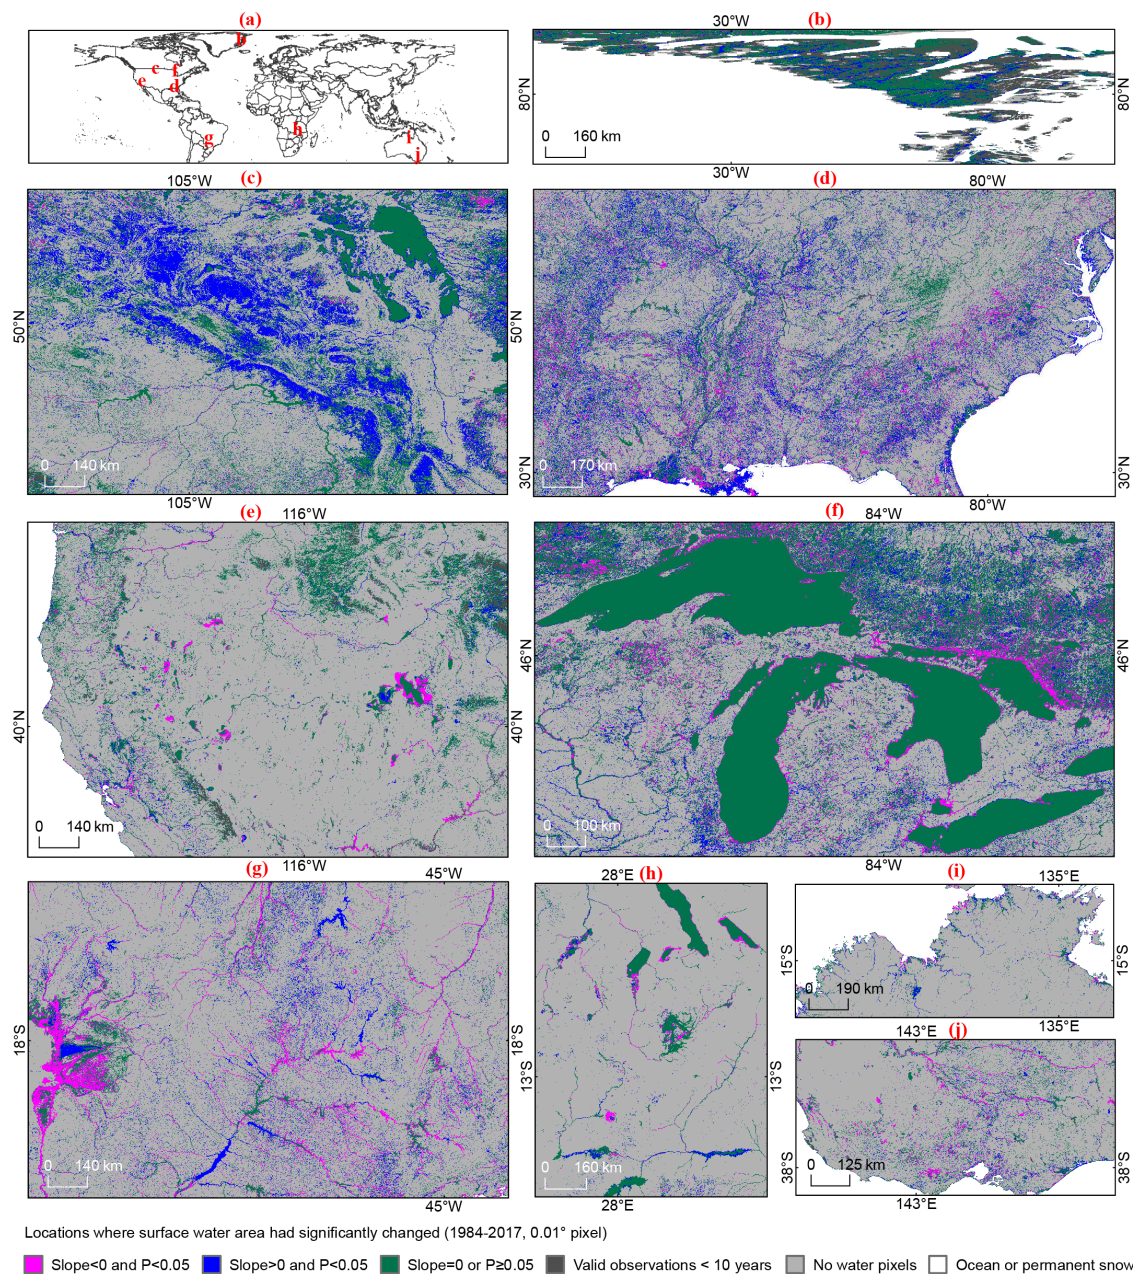 (a)
b
c
f
e
d
g
h
i
j
30°W
(b)
80°N
80°N
0 160 km
30°W
105°W
(c)
50°N
50°N
0 140 km
105°W
(d)
80°W
30°N
30°N
0 170 km
80°W
(e)
116°W
40°N
40°N
0 140 km
116°W
84°W
(f)
46°N
46°N
0 100 km
84°W
(g)
45°W
18°S
18°S
0 140 km
45°W
(h)
28°E
13°S
13°S
0 160 km
28°E
(i)
135°E
15°S
15°S
0 190 km
135°E
143°E
(j)
38°S
38°S
0 125 km
143°E
Locations where surface water area had significantly changed (1984-2017, 0.01° pixel)
Slope<0 and P<0.05
Slope>0 and P<0.05
Slope=0 or P≥0.05
Valid observations < 10 years
No water pixels
Ocean or permanent snow